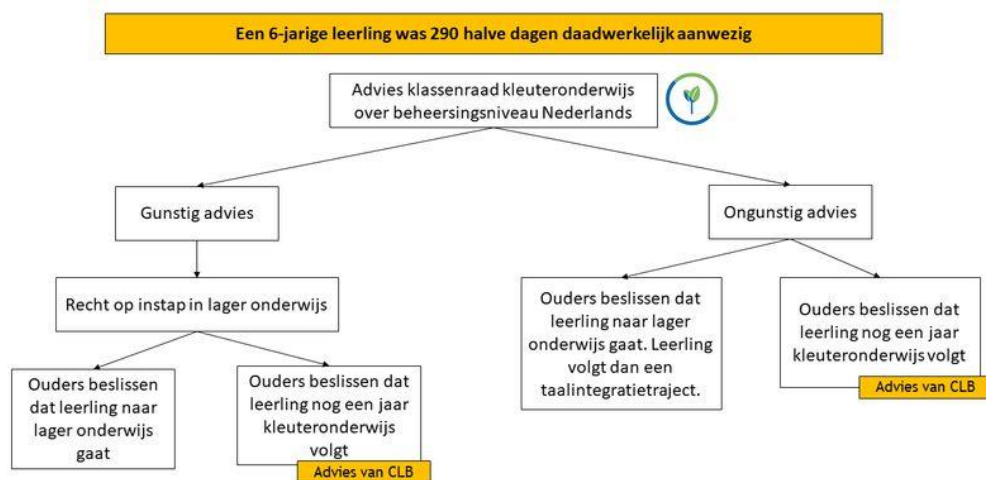 Een 6-jarige leerling was 290 halve dagen daadwerkelijk aanwezig
Advies klassenraad kleuteronderwijs
over beheersingsniveau Nederlands
Gunstig advies
Ongunstig advies
Recht op instap in lager onderwijs
Ouders beslissen
dat leerling naar
lager onderwijs
gaat
Ouders beslissen dat
leerling nog een jaar
kleuteronderwijs
volgt
Advies van CLB
Ouders beslissen dat
leerling naar lager
onderwijs gaat. Leerling
volgt dan een
taalintegratietraject.
Ouders beslissen dat
leerling nog een jaar
kleuteronderwijs volgt
Advies van CLB